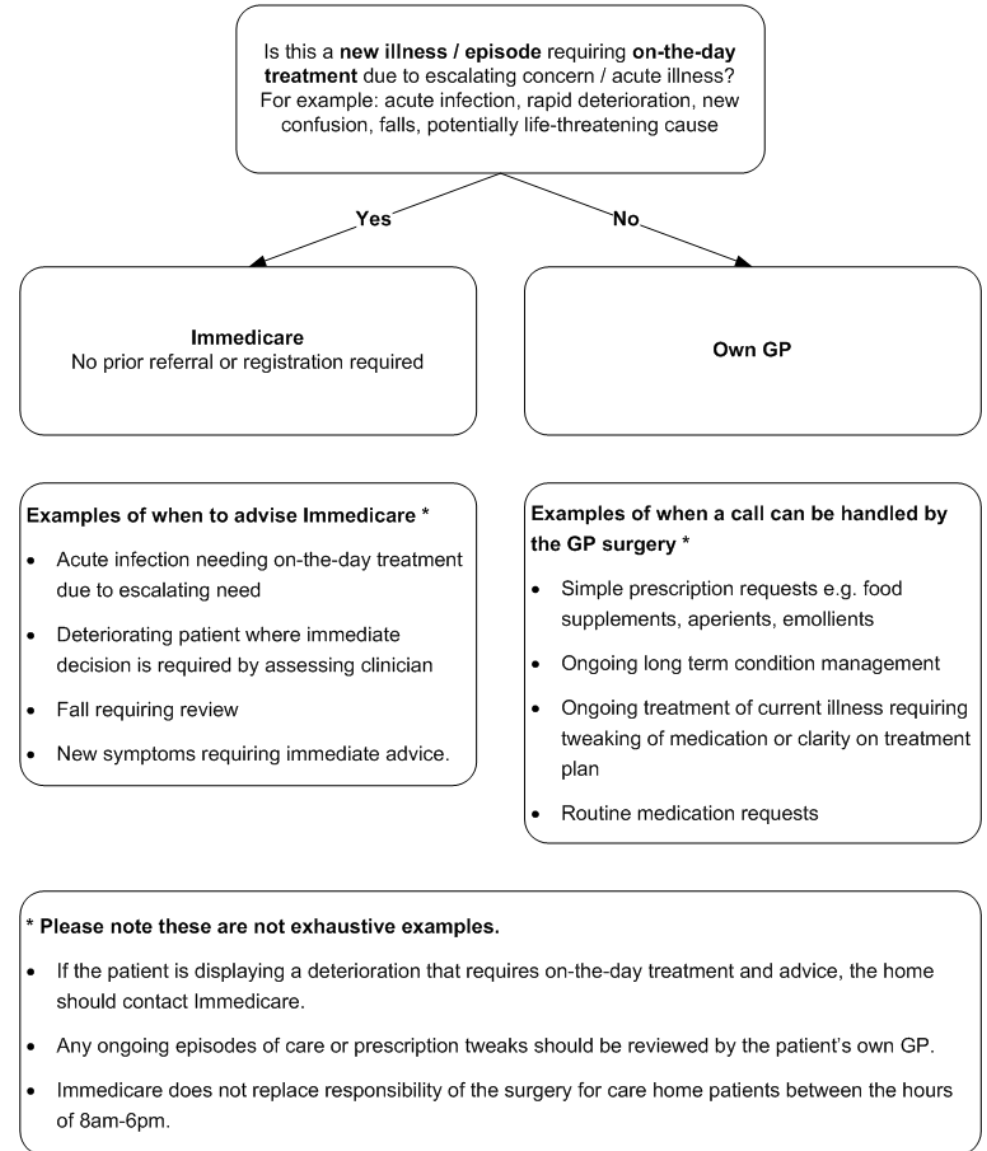 Is this a new illness / episode requiring on-the-day
treatment due to escalating concern / acute illness?
For example: acute infection, rapid deterioration, new
confusion, falls, potentially life-threatening cause
Yes
No
Immedicare
No prior referral or registration required
Own GP
Examples of when to advise Immedicare *
• Acute infection needing on-the-day treatment
due to escalating need
• Deteriorating patient where immediate
decision is required by assessing clinician
• Fall requiring review
• New symptoms requiring immediate advice.
Examples of when a call can be handled by
the GP surgery *
• Simple prescription requests e.g. food
supplements, aperients, emollients
• Ongoing long term condition management
• Ongoing treatment of current illness requiring
tweaking of medication or clarity on treatment
plan
• Routine medication requests
* Please note these are not exhaustive examples.
• If the patient is displaying a deterioration that requires on-the-day treatment and advice, the home
should contact Immedicare.
• Any ongoing episodes of care or prescription tweaks should be reviewed by the patient's own GP.
• Immedicare does not replace responsibility of the surgery for care home patients between the hours
of 8am-6pm.